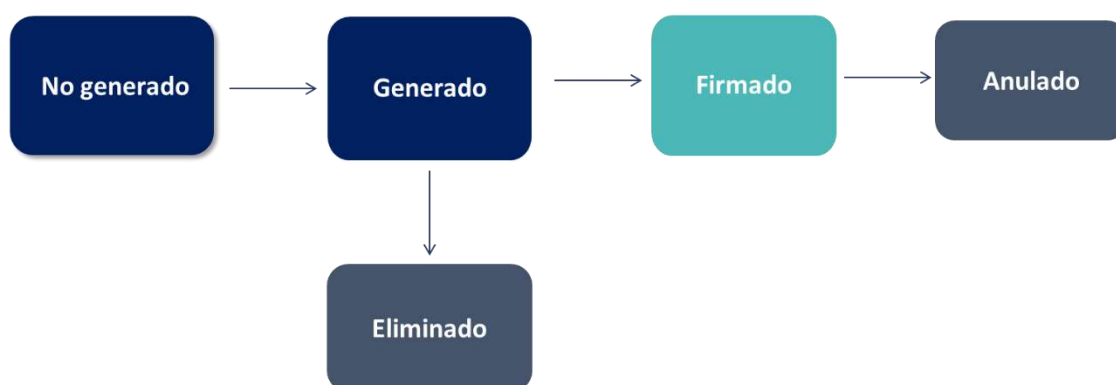 No generado
Generado
Firmado
Anulado
Eliminado